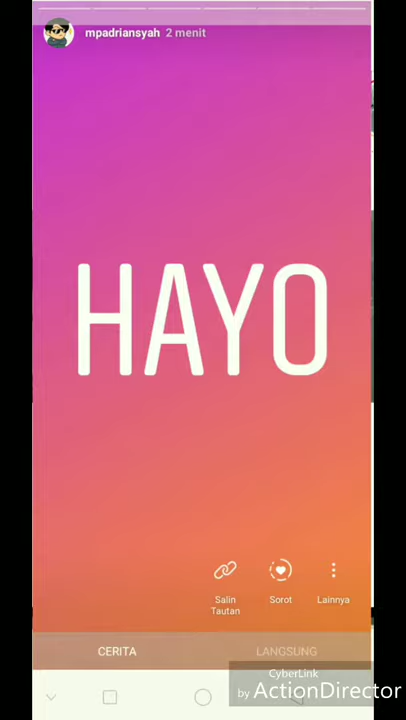 mpadriansyah 2 menit
HAYO
Salin
Tautan
Sorot
Lainnya
CERITA
LANGSUNG
CyberLink
by ActionDirector